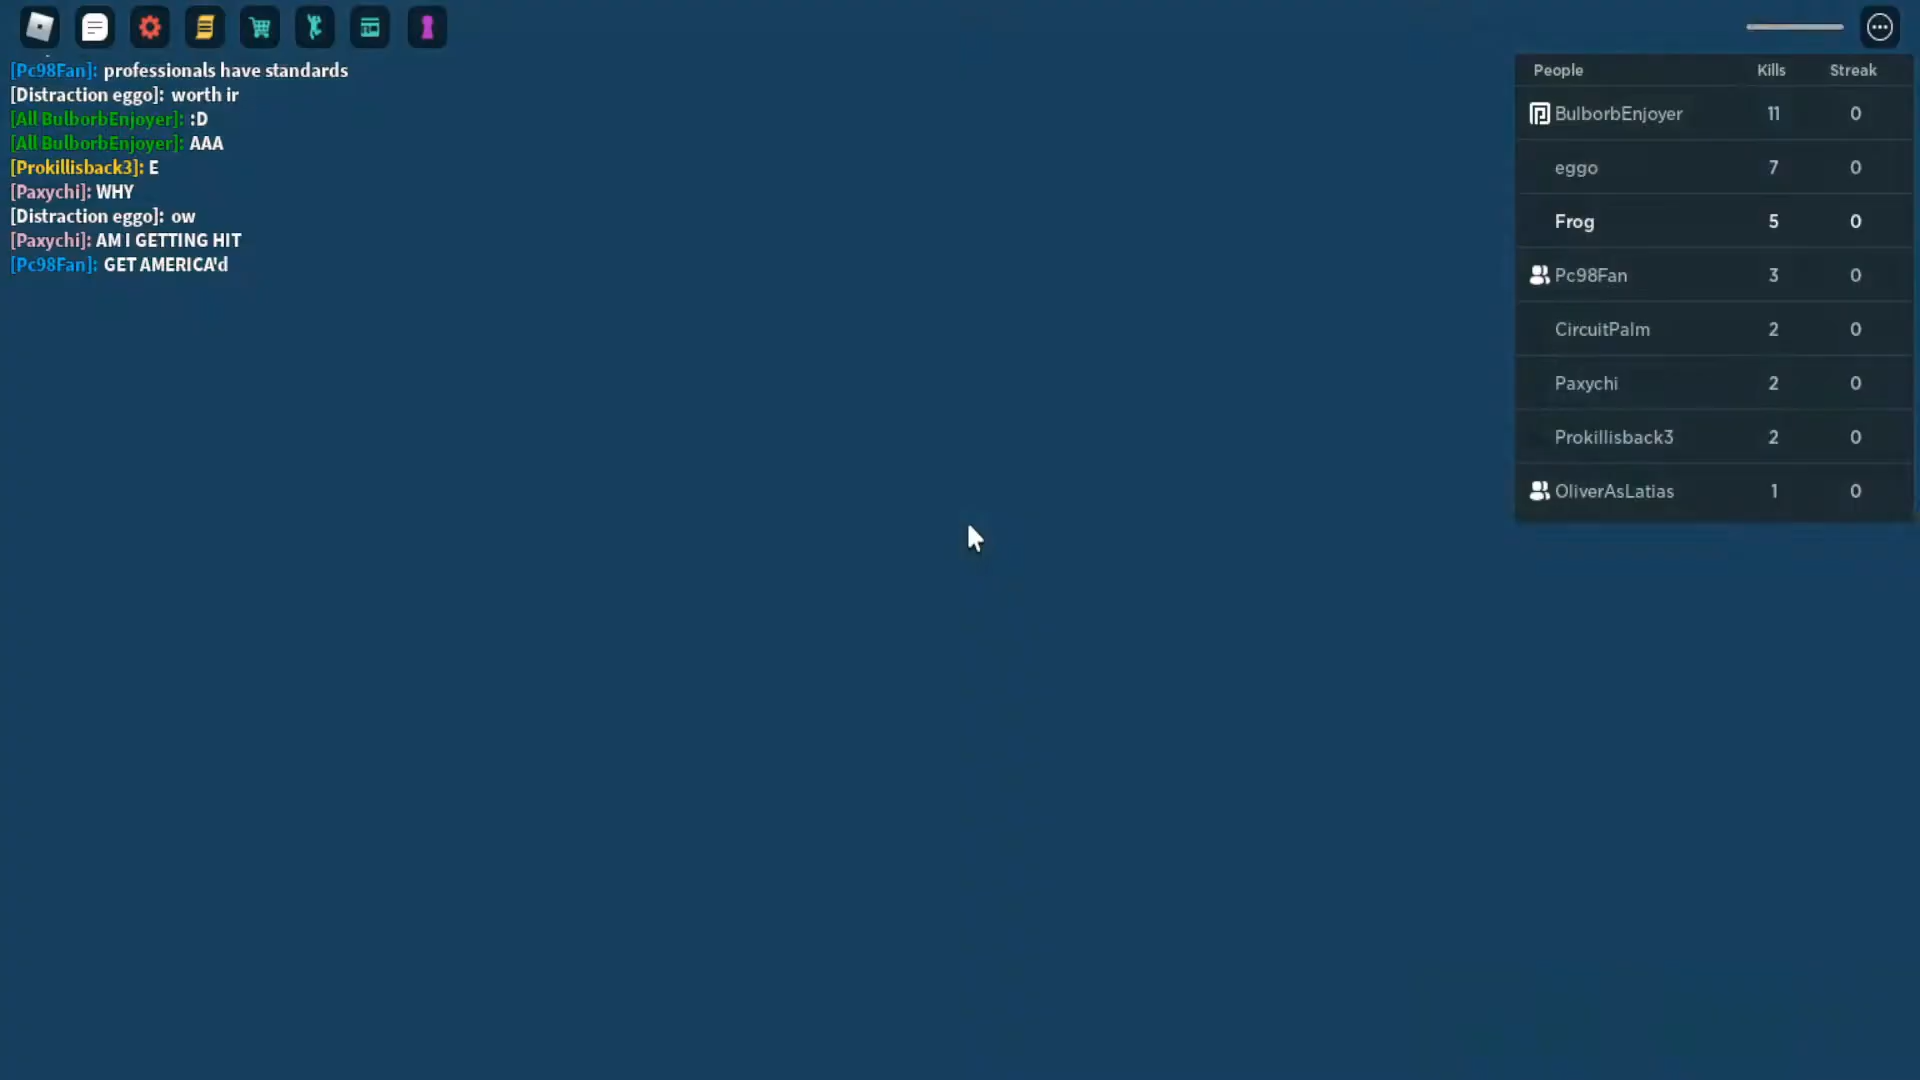 [Pc98Fan]: professionals have standards
[Distraction eggo]: worth ir
[All BulborbEnjoyer]: :D
[All BulborbEnjoyer]: AAA
[Prokillisback3]: E
[Paxychi]: WHY
[Distraction eggo]: ow
[Paxychi]: AM I GETTING HIT
[Pc98Fan]: GET AMERICA'd
People Kills Streak
BulborbEnjoyer 11 0
eggo 7 0
Frog 5 0
Pc98Fan 3 0
CircuitPalm 2 0
Paxychi 2 0
Prokillisback3 2 0
OliverAsLatias 1 0